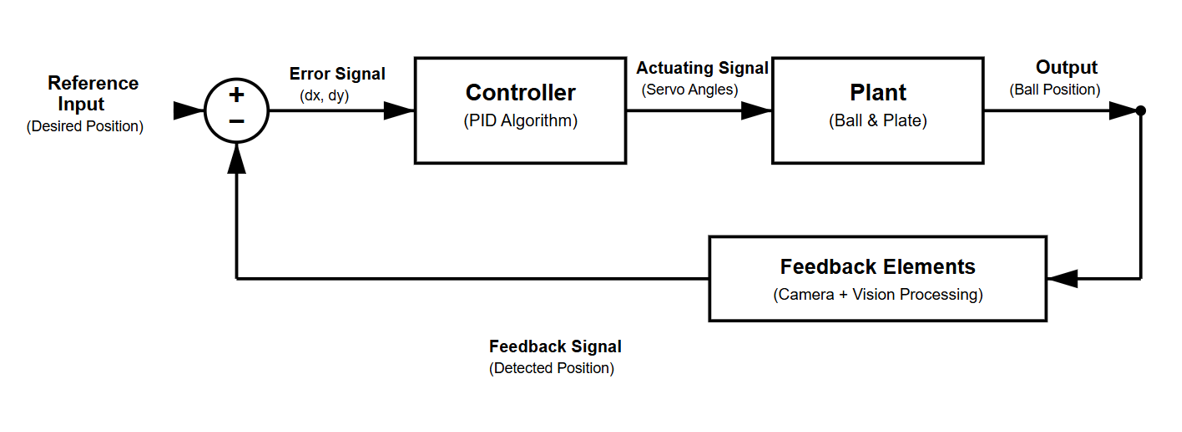 Reference
Input
(Desired Position)
+
−
Error Signal
(dx, dy)
Controller
(PID Algorithm)
Actuating Signal
(Servo Angles)
Plant
(Ball & Plate)
Output
(Ball Position)
Feedback Elements
(Camera + Vision Processing)
Feedback Signal
(Detected Position)